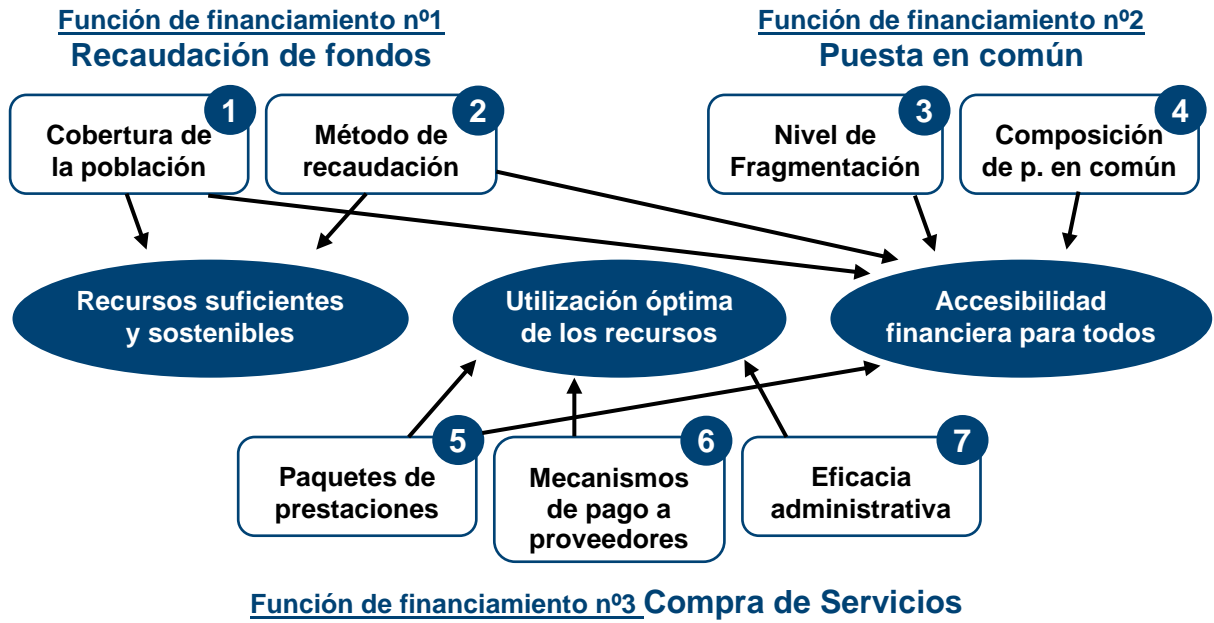 Función de financiamiento nº1
Recaudación de fondos
Función de financiamiento nº2
Puesta en común
1
Cobertura de
la población
2
Método de
recaudación
3
Nivel de
Fragmentación
4
Composición
de p. en común
Recursos suficientes
y sostenibles
Utilización óptima
de los recursos
Accesibilidad
financiera para todos
5
Paquetes de
prestaciones
6
Mecanismos
de pago a
proveedores
7
Eficacia
administrativa
Función de financiamiento nº3 Compra de Servicios